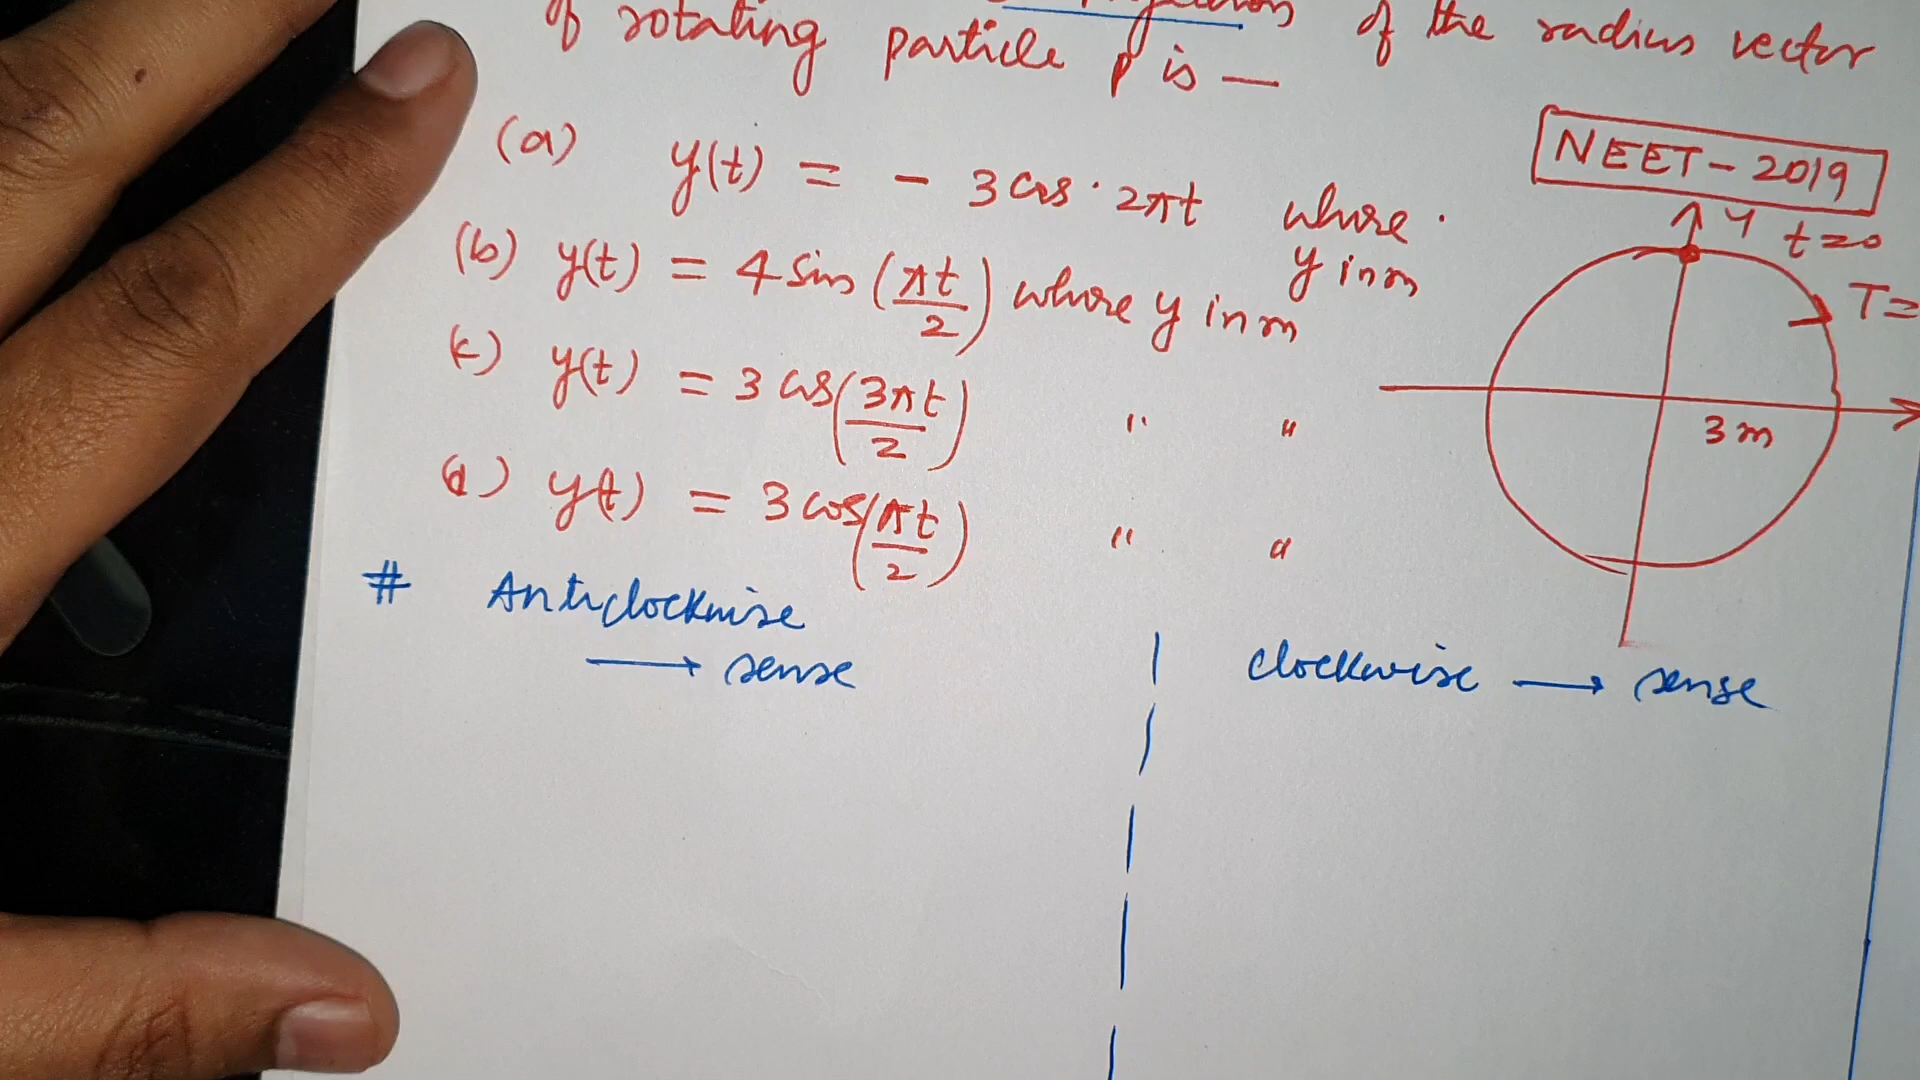 of the radius vector
of rotating particle P is —
(a) y(t) = - 3 cos 2πt where y in m
(b) y(t) = 4 sin (πt/2) where y in m
(c) y(t) = 3 cos (3πt/2) " "
(d) y(t) = 3 cos (πt/2) " "
NEET - 2019
Y t=0
T=
3 m
# Anticlockwise → sense
clockwise → sense